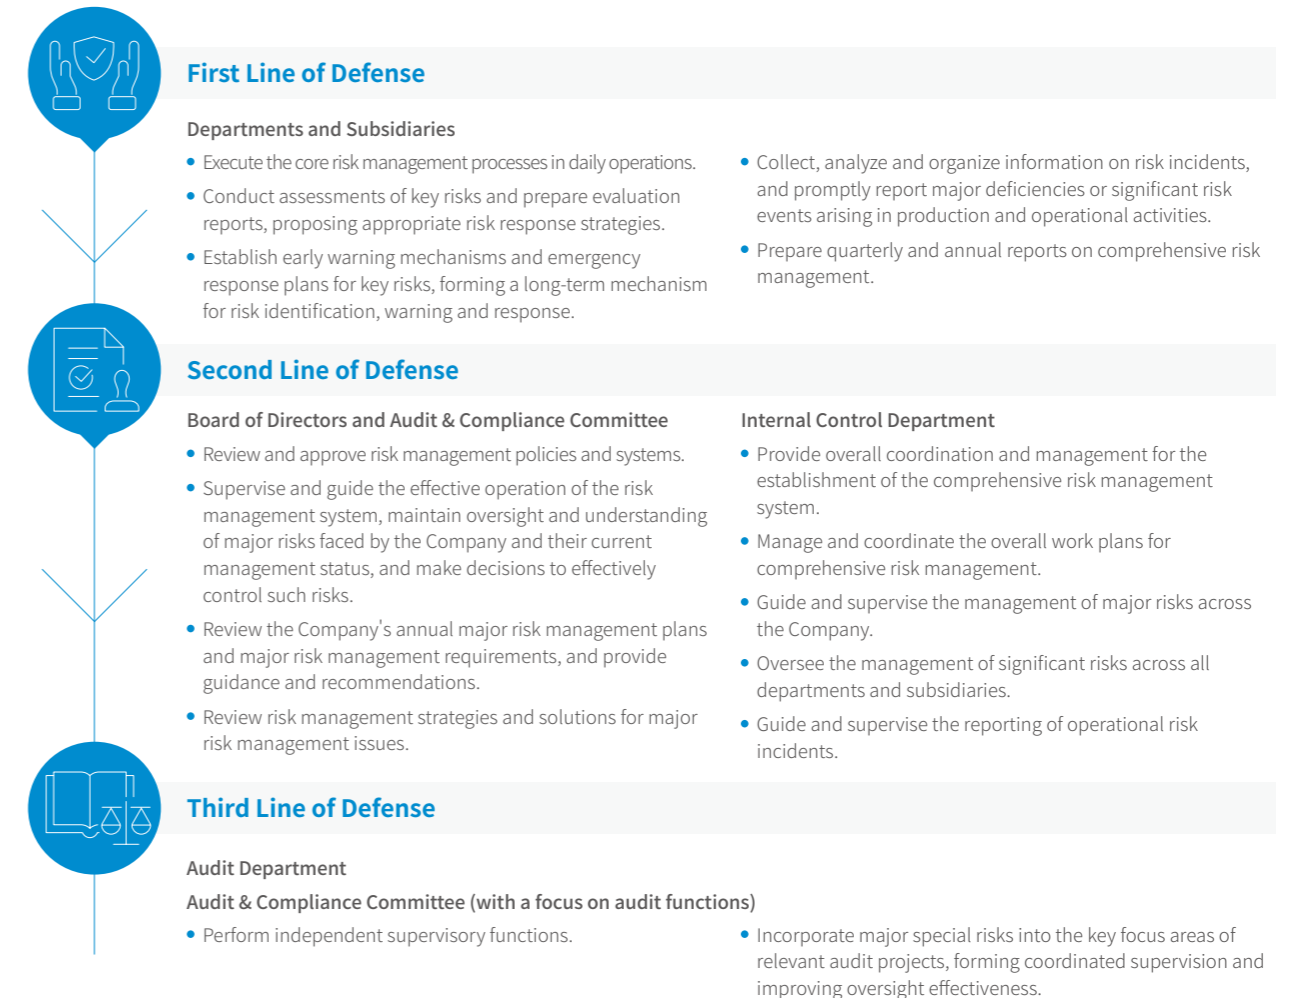 First Line of Defense
Departments and Subsidiaries
• Execute the core risk management processes in daily operations.
• Conduct assessments of key risks and prepare evaluation
reports, proposing appropriate risk response strategies.
• Establish early warning mechanisms and emergency
response plans for key risks, forming a long-term mechanism
for risk identification, warning and response.
• Collect, analyze and organize information on risk incidents,
and promptly report major deficiencies or significant risk
events arising in production and operational activities.
• Prepare quarterly and annual reports on comprehensive risk
management.
Second Line of Defense
Board of Directors and Audit & Compliance Committee
• Review and approve risk management policies and systems.
• Supervise and guide the effective operation of the risk
management system, maintain oversight and understanding
of major risks faced by the Company and their current
management status, and make decisions to effectively
control such risks.
• Review the Company's annual major risk management plans
and major risk management requirements, and provide
guidance and recommendations.
• Review risk management strategies and solutions for major
risk management issues.
Internal Control Department
• Provide overall coordination and management for the
establishment of the comprehensive risk management
system.
• Manage and coordinate the overall work plans for
comprehensive risk management.
• Guide and supervise the management of major risks across
the Company.
• Oversee the management of significant risks across all
departments and subsidiaries.
• Guide and supervise the reporting of operational risk
incidents.
Third Line of Defense
Audit Department
Audit & Compliance Committee (with a focus on audit functions)
• Perform independent supervisory functions.
• Incorporate major special risks into the key focus areas of
relevant audit projects, forming coordinated supervision and
improving oversight effectiveness.